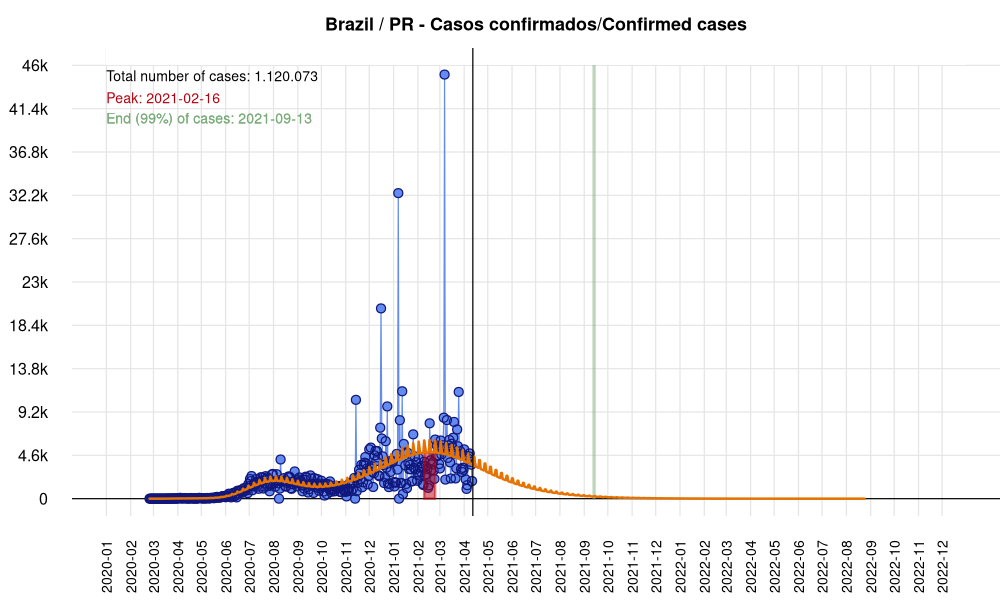 Brazil / PR - Casos confirmados/Confirmed cases
Total number of cases: 1.120.073
Peak: 2021-02-16
End (99%) of cases: 2021-09-13
46k
41.4k
36.8k
32.2k
27.6k
23k
18.4k
13.8k
9.2k
4.6k
0
2020-01
2020-02
2020-03
2020-04
2020-05
2020-06
2020-07
2020-08
2020-09
2020-10
2020-11
2020-12
2021-01
2021-02
2021-03
2021-04
2021-05
2021-06
2021-07
2021-08
2021-09
2021-10
2021-11
2021-12
2022-01
2022-02
2022-03
2022-04
2022-05
2022-06
2022-07
2022-08
2022-09
2022-10
2022-11
2022-12